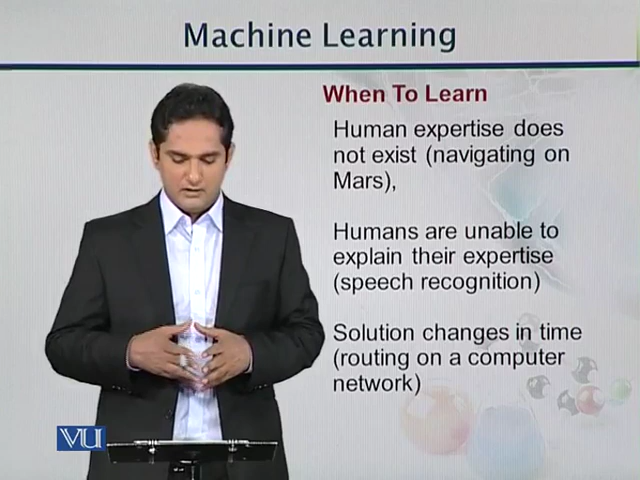 Machine Learning
When To Learn
Human expertise does
not exist (navigating on
Mars),
Humans are unable to
explain their expertise
(speech recognition)
Solution changes in time
(routing on a computer
network)
VU